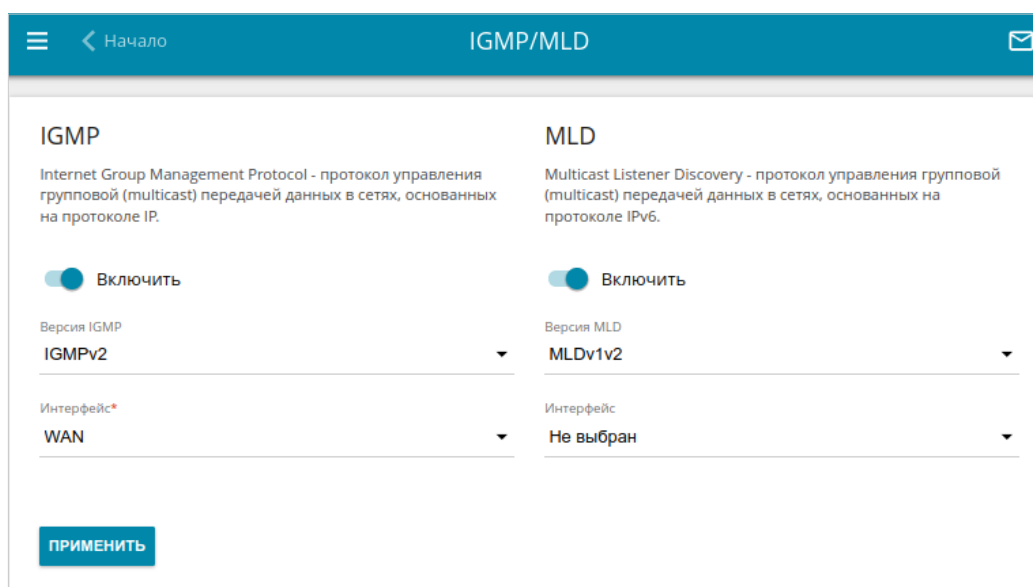 Начало
IGMP/MLD
IGMP
Internet Group Management Protocol - протокол управления
групповой (multicast) передачей данных в сетях, основанных
на протоколе IP.
Включить
Версия IGMP
IGMPv2
Интерфейс*
WAN
MLD
Multicast Listener Discovery - протокол управления групповой
(multicast) передачей данных в сетях, основанных на
протоколе IPv6.
Включить
Версия MLD
MLDv1v2
Интерфейс
Не выбран
ПРИМЕНИТЬ